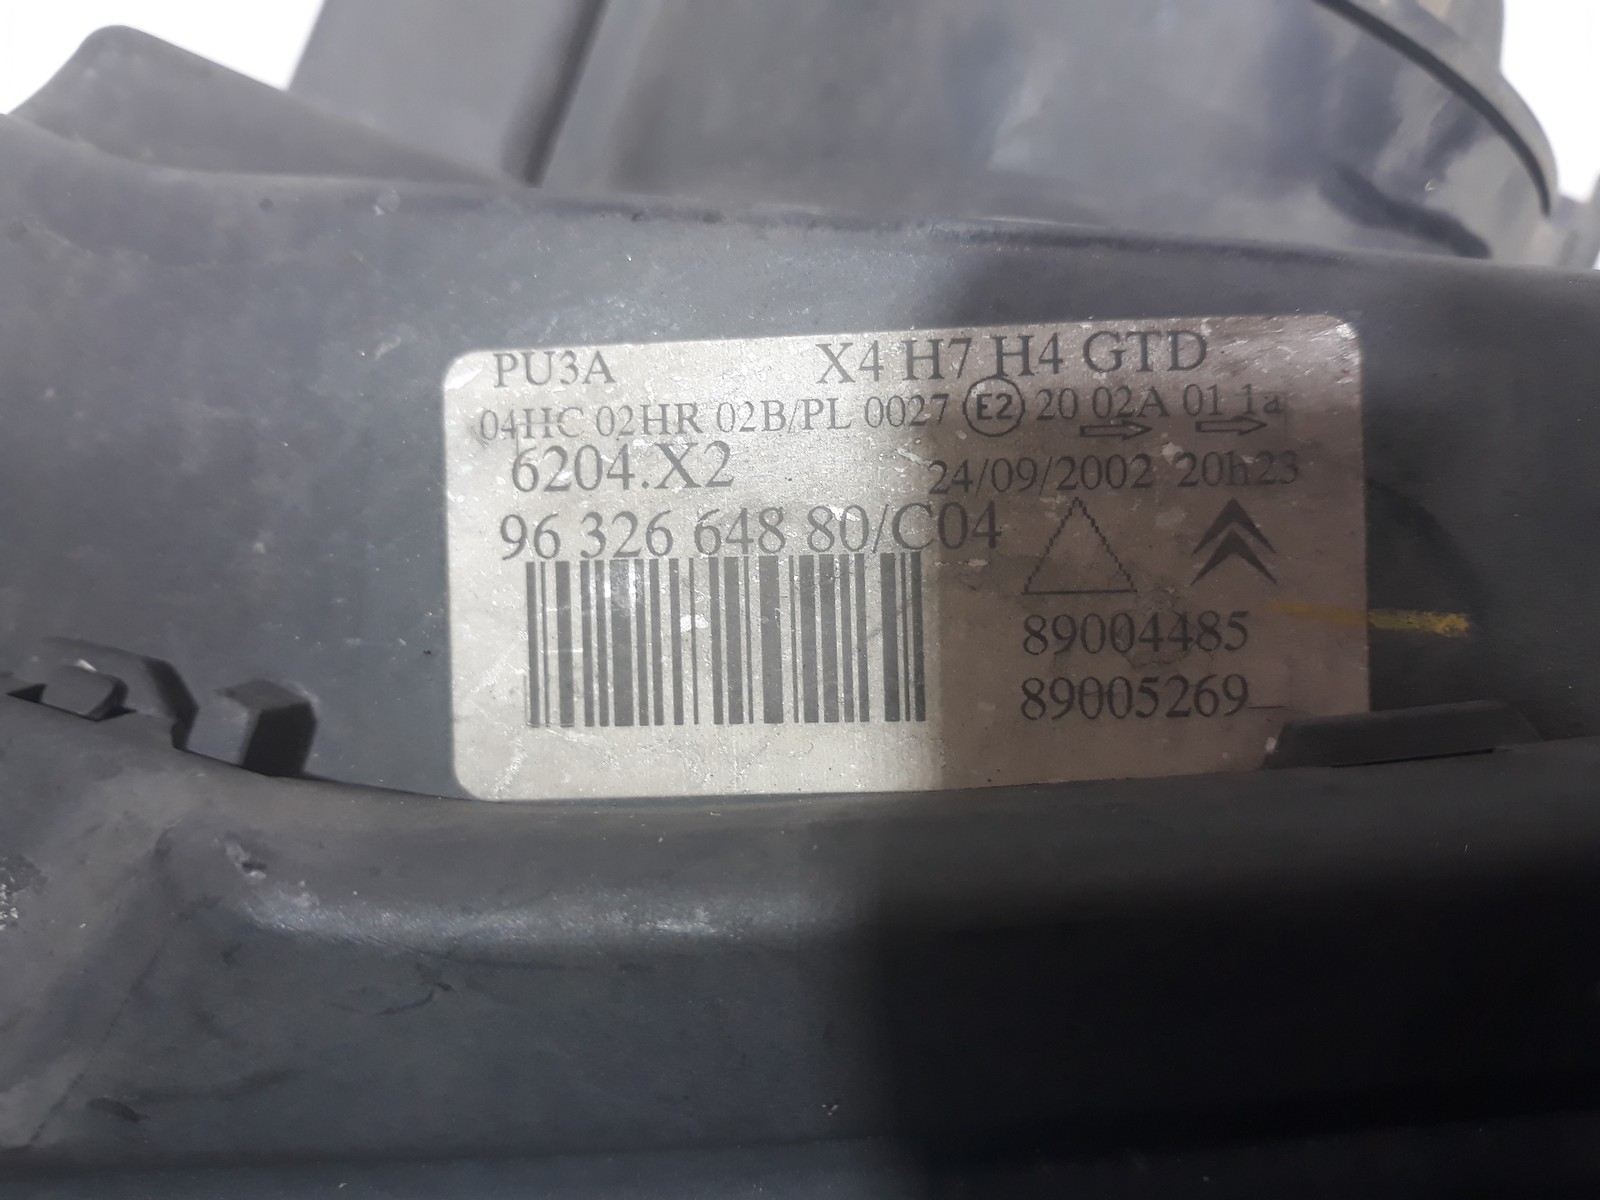 PU3A X4 H7 H4 GTD
04HC 02HR 02B/PL 0027 E2 20 02A 01 1a
6204.X2 24/09/2002 20h23
96 326 648 80/C04
89004485
89005269